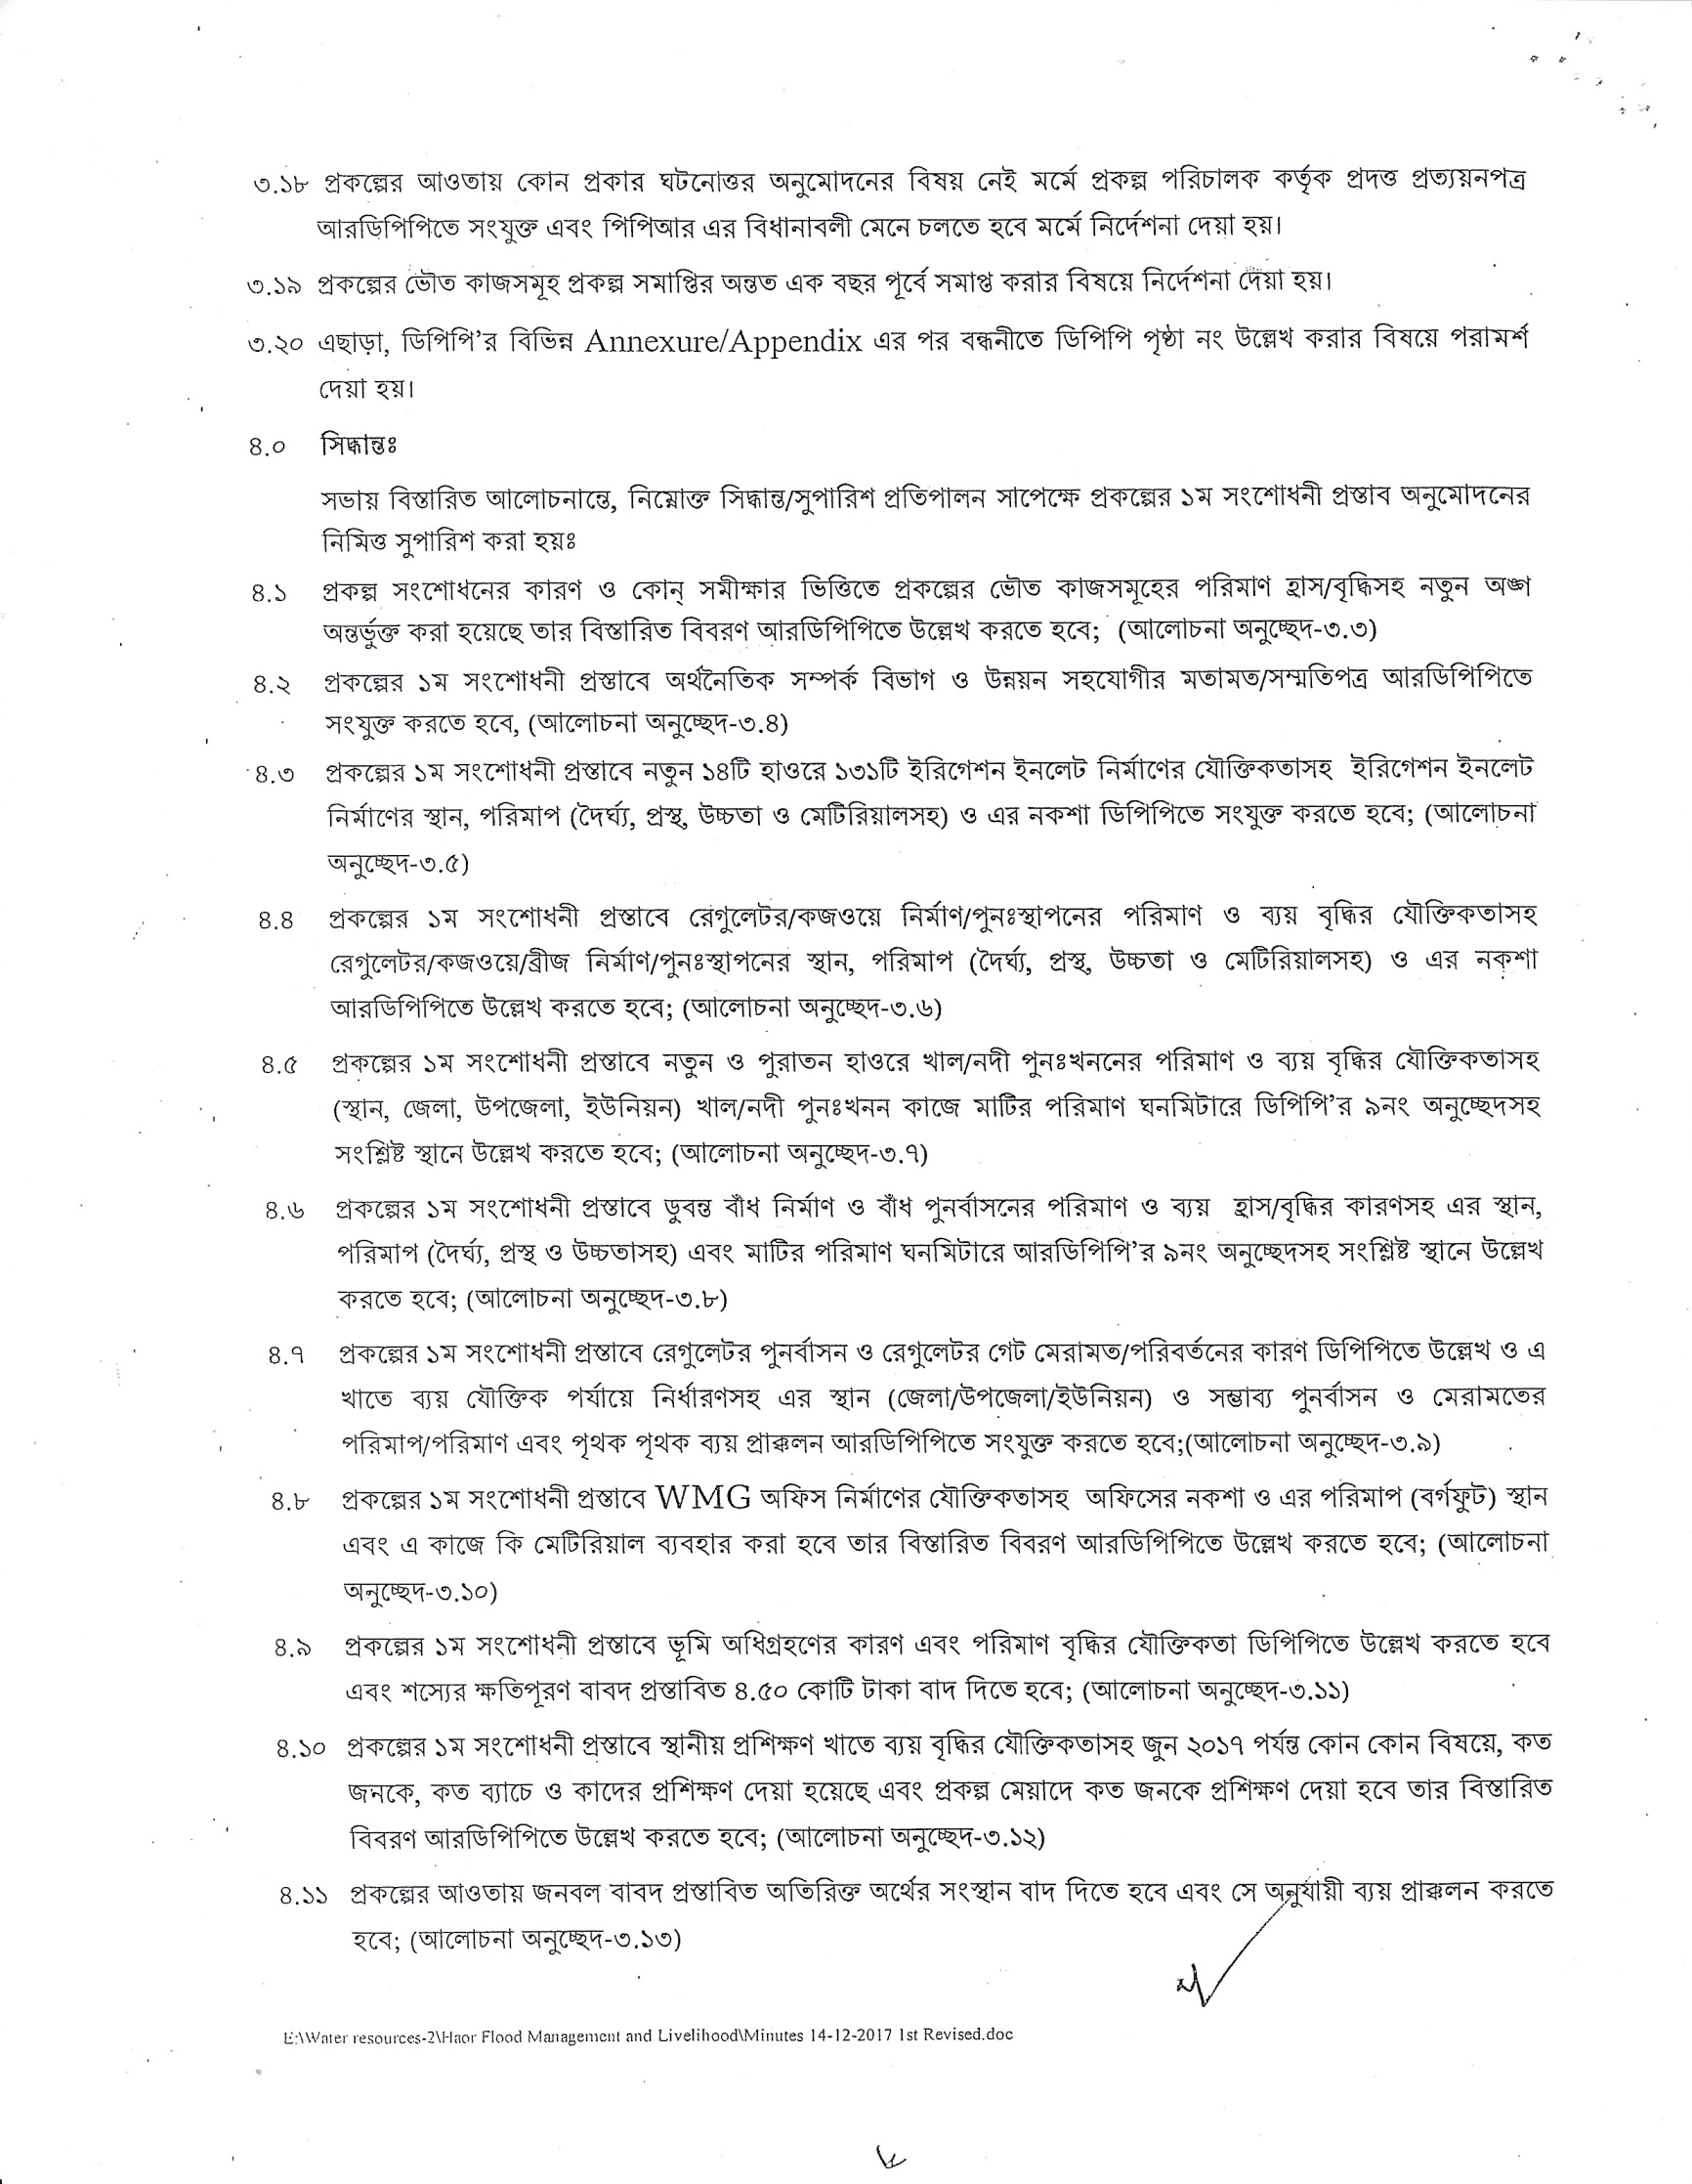 ৩.১৮ প্রকল্পের আওতায় কোন প্রকার ঘটনোত্তর অনুমোদনের বিষয় নেই মর্মে প্রকল্প পরিচালক কর্তৃক প্রদত্ত প্রত্যয়নপত্র
আরডিপিপিতে সংযুক্ত এবং পিপিআর এর বিধানাবলী মেনে চলতে হবে মর্মে নির্দেশনা দেয়া হয়।
৩.১৯ প্রকল্পের ভৌত কাজসমূহ প্রকল্প সমাপ্তির অন্তত এক বছর পূর্বে সমাপ্ত করার বিষয়ে নির্দেশনা দেয়া হয়।
৩.২০ এছাড়া, ডিপিপি’র বিভিন্ন Annexure/Appendix এর পর বন্ধনীতে ডিপিপি পৃষ্ঠা নং উল্লেখ করার বিষয়ে পরামর্শ
দেয়া হয়।
৪.০ সিদ্ধান্তঃ
সভায় বিস্তারিত আলোচনান্তে, নিম্নোক্ত সিদ্ধান্ত/সুপারিশ প্রতিপালন সাপেক্ষে প্রকল্পের ১ম সংশোধনী প্রস্তাব অনুমোদনের
নিমিত্ত সুপারিশ করা হয়ঃ
৪.১ প্রকল্প সংশোধনের কারণ ও কোন্ সমীক্ষার ভিত্তিতে প্রকল্পের ভৌত কাজসমূহের পরিমাণ হ্রাস/বৃদ্ধিসহ নতুন অঙ্গ
অন্তর্ভুক্ত করা হয়েছে তার বিস্তারিত বিবরণ আরডিপিপিতে উল্লেখ করতে হবে; (আলোচনা অনুচ্ছেদ-৩.৩)
৪.২ প্রকল্পের ১ম সংশোধনী প্রস্তাবে অর্থনৈতিক সম্পর্ক বিভাগ ও উন্নয়ন সহযোগীর মতামত/সম্মতিপত্র আরডিপিপিতে
সংযুক্ত করতে হবে, (আলোচনা অনুচ্ছেদ-৩.৪)
৪.৩ প্রকল্পের ১ম সংশোধনী প্রস্তাবে নতুন ১৪টি হাওরে ১৩১টি ইরিগেশন ইনলেট নির্মাণের যৌক্তিকতাসহ ইরিগেশন ইনলেট
নির্মাণের স্থান, পরিমাপ (দৈর্ঘ্য, প্রস্থ, উচ্চতা ও মেটিরিয়ালসহ) ও এর নকশা ডিপিপিতে সংযুক্ত করতে হবে; (আলোচনা
অনুচ্ছেদ-৩.৫)
৪.৪ প্রকল্পের ১ম সংশোধনী প্রস্তাবে রেগুলেটর/কজওয়ে নির্মাণ/পুনঃস্থাপনের পরিমাণ ও ব্যয় বৃদ্ধির যৌক্তিকতাসহ
রেগুলেটর/কজওয়ে/ব্রীজ নির্মাণ/পুনঃস্থাপনের স্থান, পরিমাপ (দৈর্ঘ্য, প্রস্থ, উচ্চতা ও মেটিরিয়ালসহ) ও এর নকশা
আরডিপিপিতে উল্লেখ করতে হবে; (আলোচনা অনুচ্ছেদ-৩.৬)
৪.৫ প্রকল্পের ১ম সংশোধনী প্রস্তাবে নতুন ও পুরাতন হাওরে খাল/নদী পুনঃখননের পরিমাণ ও ব্যয় বৃদ্ধির যৌক্তিকতাসহ
(স্থান, জেলা, উপজেলা, ইউনিয়ন) খাল/নদী পুনঃখনন কাজে মাটির পরিমাণ ঘনমিটারে ডিপিপি’র ৯নং অনুচ্ছেদসহ
সংশ্লিষ্ট স্থানে উল্লেখ করতে হবে; (আলোচনা অনুচ্ছেদ-৩.৭)
৪.৬ প্রকল্পের ১ম সংশোধনী প্রস্তাবে ডুবন্ত বাঁধ নির্মাণ ও বাঁধ পুনর্বাসনের পরিমাণ ও ব্যয় হ্রাস/বৃদ্ধির কারণসহ এর স্থান,
পরিমাপ (দৈর্ঘ্য, প্রস্থ ও উচ্চতাসহ) এবং মাটির পরিমাণ ঘনমিটারে আরডিপিপি’র ৯নং অনুচ্ছেদসহ সংশ্লিষ্ট স্থানে উল্লেখ
করতে হবে; (আলোচনা অনুচ্ছেদ-৩.৮)
৪.৭ প্রকল্পের ১ম সংশোধনী প্রস্তাবে রেগুলেটর পুনর্বাসন ও রেগুলেটর গেট মেরামত/পরিবর্তনের কারণ ডিপিপিতে উল্লেখ ও এ
খাতে ব্যয় যৌক্তিক পর্যায়ে নির্ধারণসহ এর স্থান (জেলা/উপজেলা/ইউনিয়ন) ও সম্ভাব্য পুনর্বাসন ও মেরামতের
পরিমাপ/পরিমাণ এবং পৃথক পৃথক ব্যয় প্রাক্কলন আরডিপিপিতে সংযুক্ত করতে হবে;(আলোচনা অনুচ্ছেদ-৩.৯)
৪.৮ প্রকল্পের ১ম সংশোধনী প্রস্তাবে WMG অফিস নির্মাণের যৌক্তিকতাসহ অফিসের নকশা ও এর পরিমাপ (বর্গফুট) স্থান
এবং এ কাজে কি মেটিরিয়াল ব্যবহার করা হবে তার বিস্তারিত বিবরণ আরডিপিপিতে উল্লেখ করতে হবে; (আলোচনা
অনুচ্ছেদ-৩.১০)
৪.৯ প্রকল্পের ১ম সংশোধনী প্রস্তাবে ভূমি অধিগ্রহণের কারণ এবং পরিমাণ বৃদ্ধির যৌক্তিকতা ডিপিপিতে উল্লেখ করতে হবে
এবং শস্যের ক্ষতিপূরণ বাবদ প্রস্তাবিত ৪.৫০ কোটি টাকা বাদ দিতে হবে; (আলোচনা অনুচ্ছেদ-৩.১১)
৪.১০ প্রকল্পের ১ম সংশোধনী প্রস্তাবে স্থানীয় প্রশিক্ষণ খাতে ব্যয় বৃদ্ধির যৌক্তিকতাসহ জুন ২০১৭ পর্যন্ত কোন কোন বিষয়ে, কত
জনকে, কত ব্যাচে ও কাদের প্রশিক্ষণ দেয়া হয়েছে এবং প্রকল্প মেয়াদে কত জনকে প্রশিক্ষণ দেয়া হবে তার বিস্তারিত
বিবরণ আরডিপিপিতে উল্লেখ করতে হবে; (আলোচনা অনুচ্ছেদ-৩.১২)
৪.১১ প্রকল্পের আওতায় জনবল বাবদ প্রস্তাবিত অতিরিক্ত অর্থের সংস্থান বাদ দিতে হবে এবং সে অনুযায়ী ব্যয় প্রাক্কলন করতে
হবে; (আলোচনা অনুচ্ছেদ-৩.১৩)
E:\Water resources-2\Haor Flood Management and Livelihood\Minutes 14-12-2017 1st Revised.doc